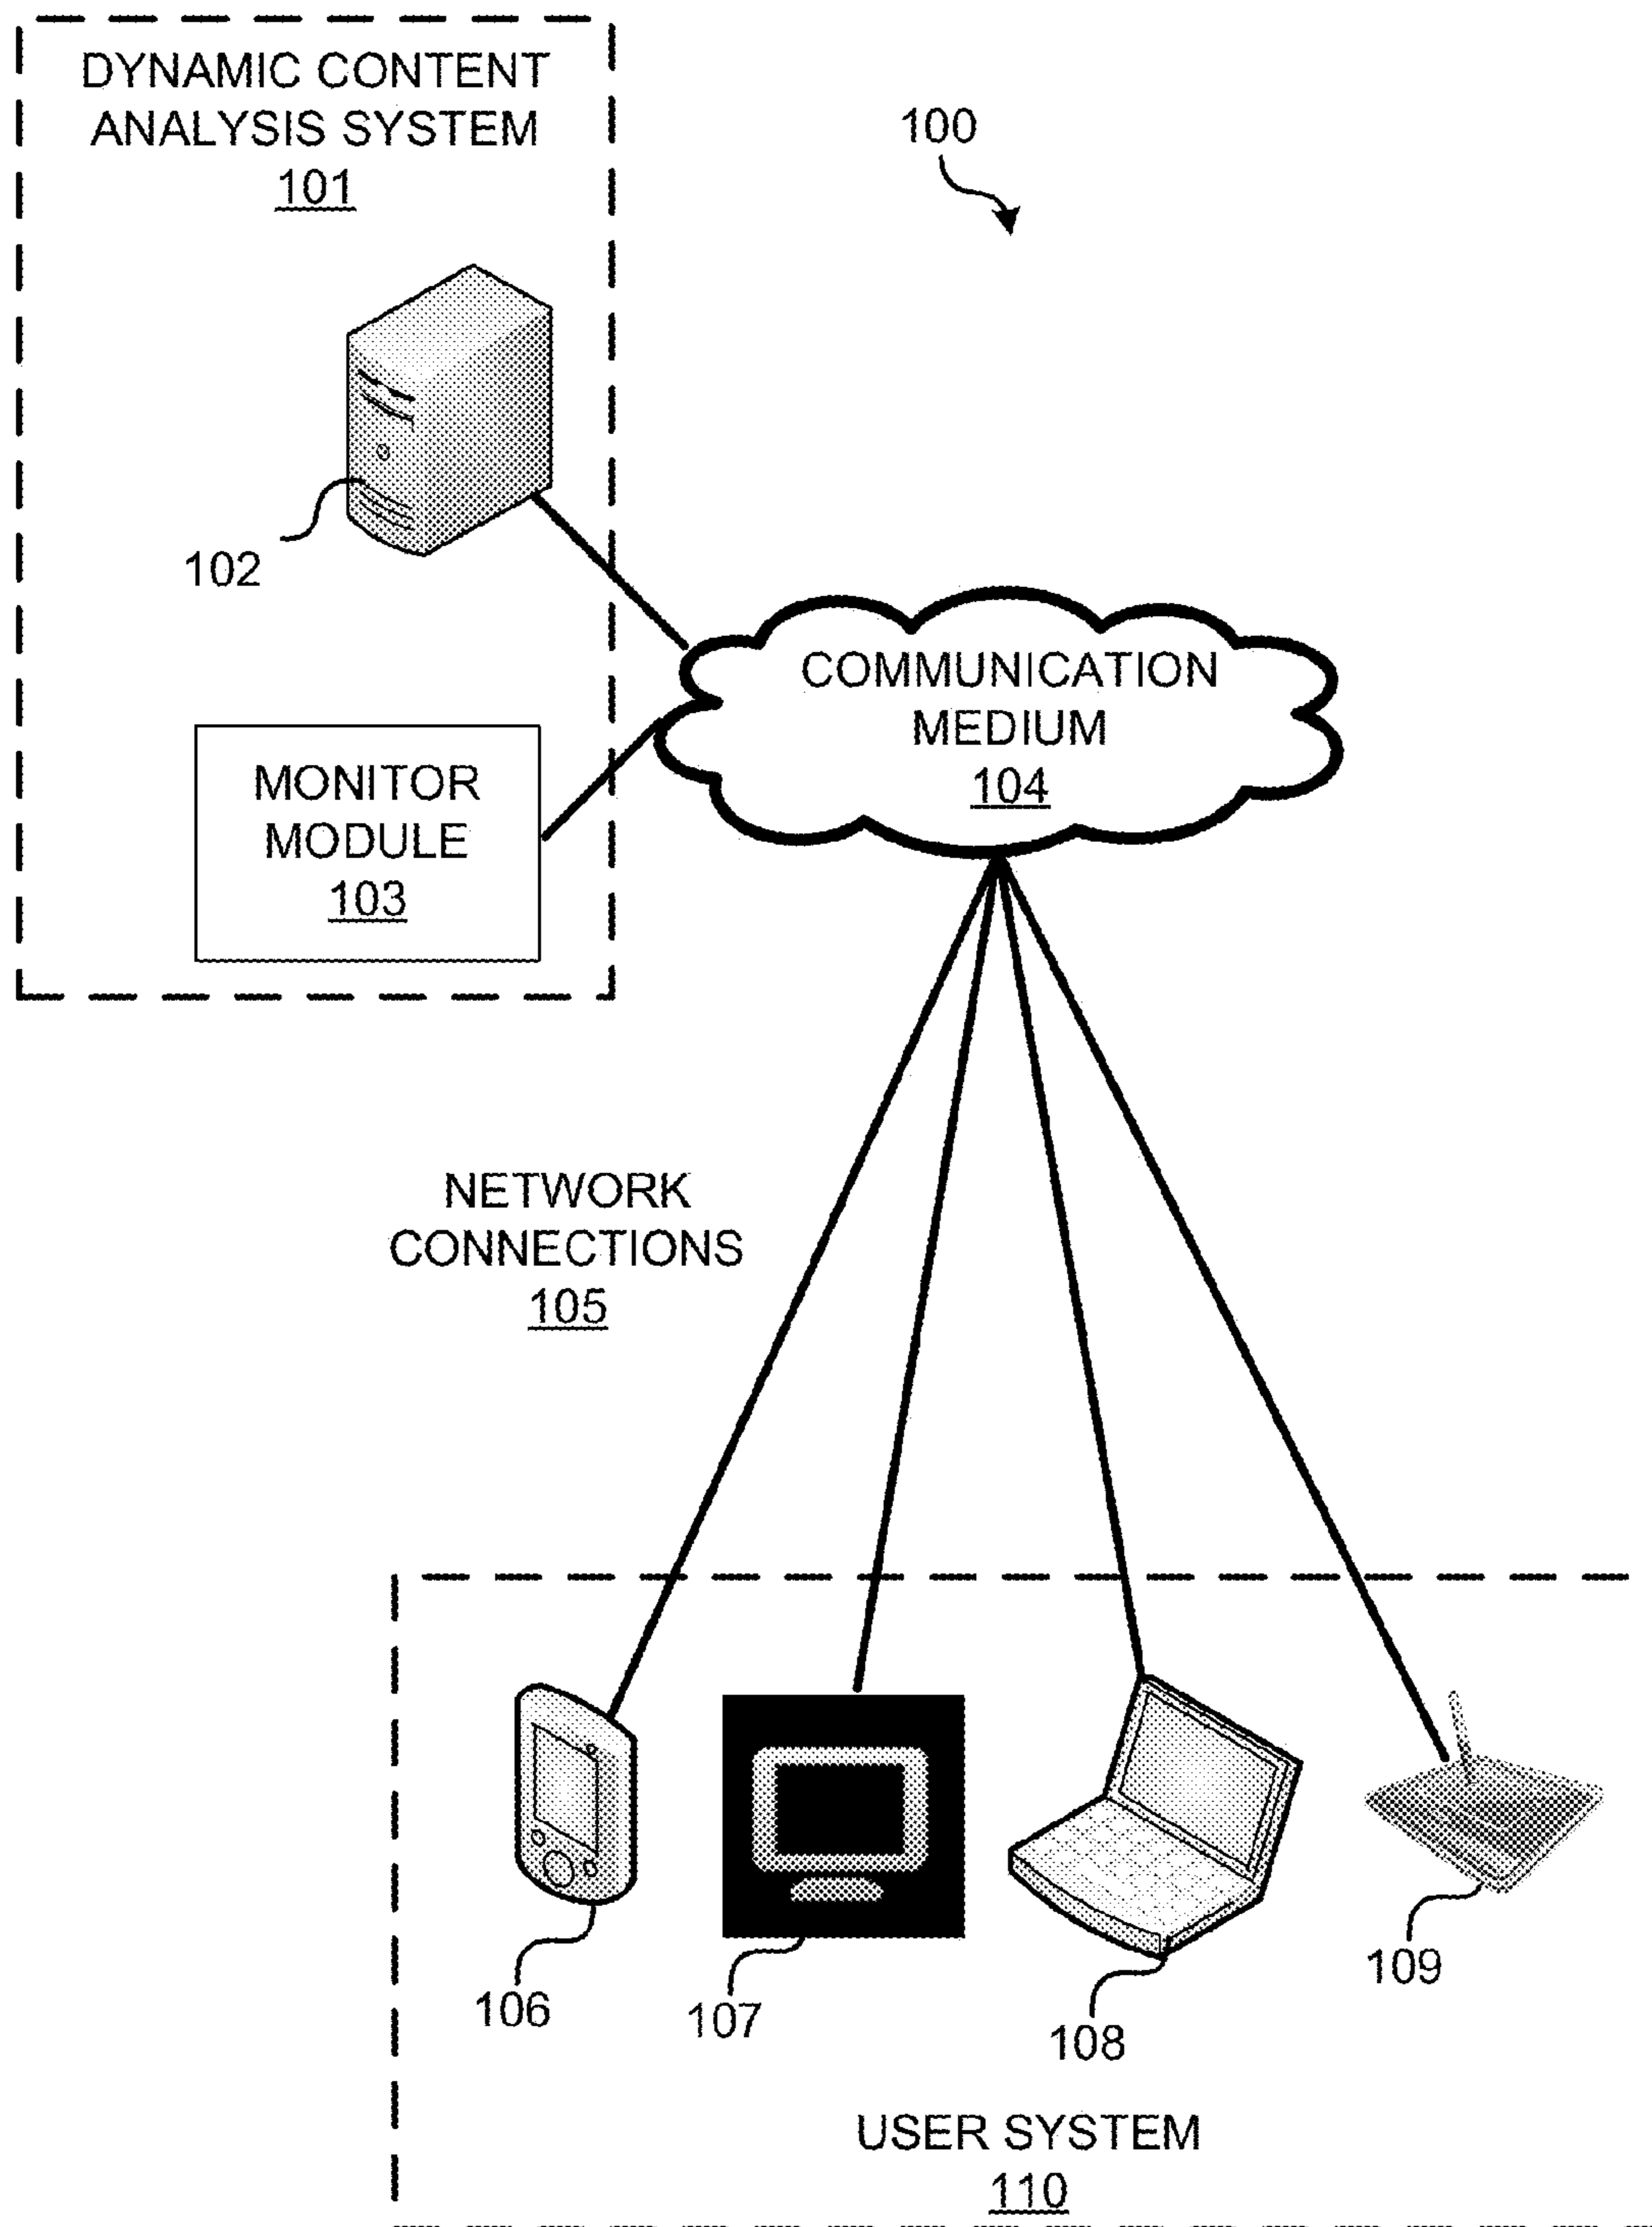 DYNAMIC CONTENT
ANALYSIS SYSTEM
101
100
102
COMMUNICATION
MEDIUM
104
MONITOR
MODULE
103
NETWORK
CONNECTIONS
105
106
107
108
109
USER SYSTEM
110